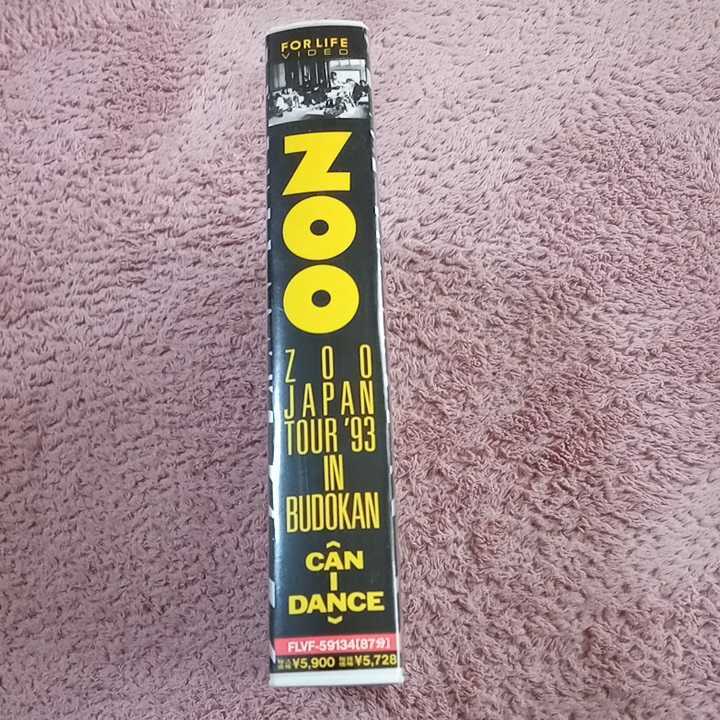 FOR LIFE
VIDEO
ZOO
ZOO
JAPAN
TOUR '93
IN
BUDOKAN
CAN
I
DANCE
FLVF-59134[87分]
¥5,900 ¥5,728